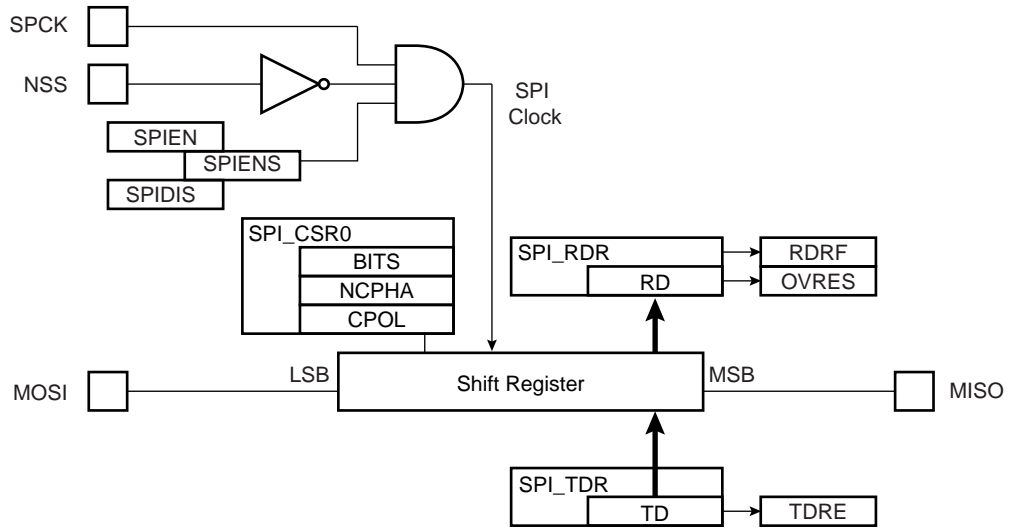 SPCK
NSS
SPI
Clock
SPIEN
SPIENS
SPIDIS
SPI_CSR0
BITS
NCPHA
CPOL
SPI_RDR
RD
RDRF
OVRES
MOSI
LSB
Shift Register
MSB
MISO
SPI_TDR
TD
TDRE